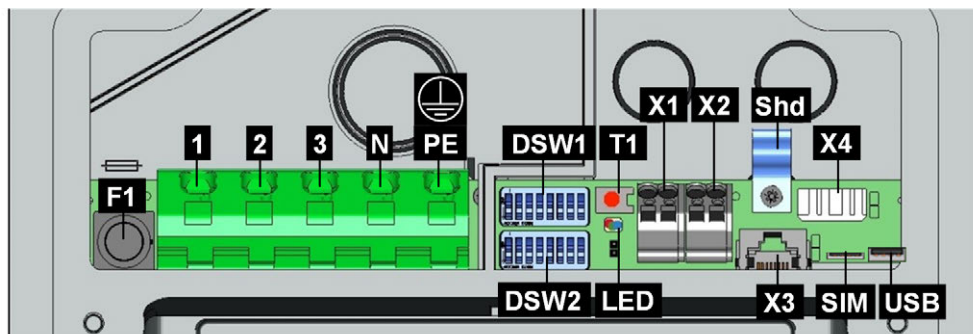 X1 X2 Shd
1 2 3 N PE DSW1 T1 X4
F1
DSW2 LED X3 SIM USB